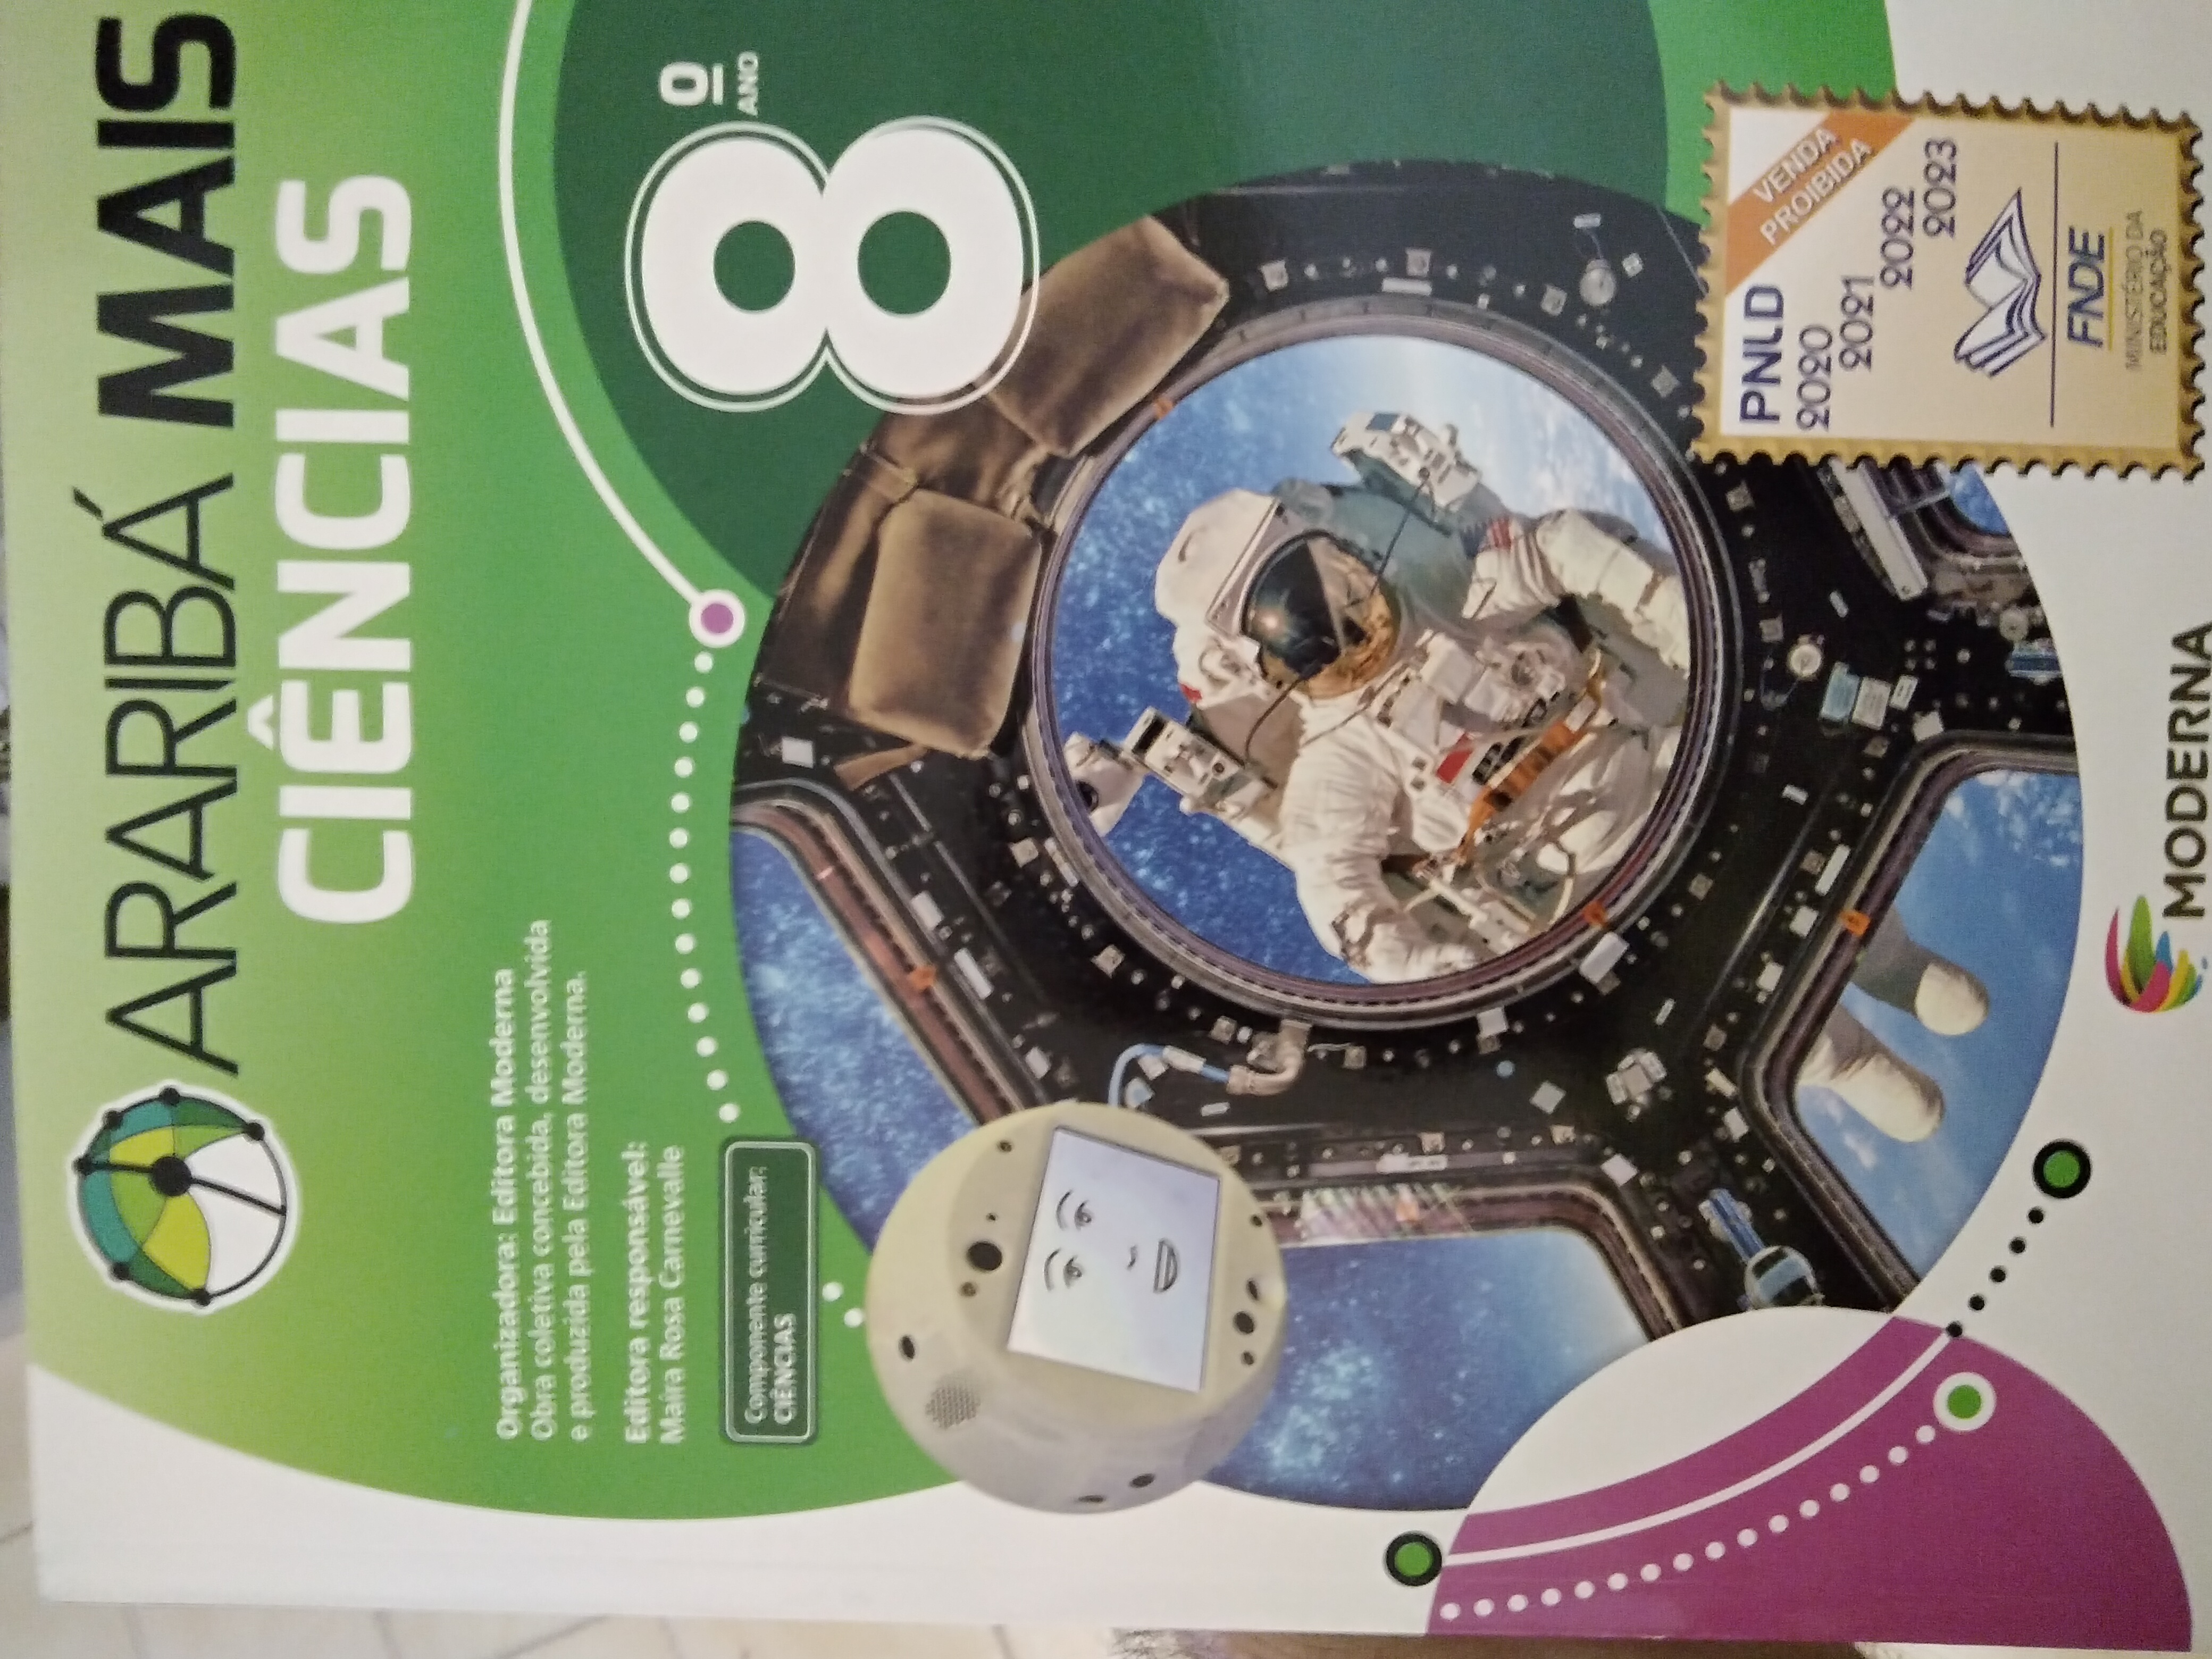 ARARIBÁ MAIS
CIÊNCIAS
Organizadora: Editora Moderna
Obra coletiva concebida, desenvolvida
e produzida pela Editora Moderna.
Editora responsável:
Maíra Rosa Carnevalle
Componente curricular:
CIÊNCIAS
8º
ANO
PNLD
2020
2021
2022
2023
VENDA
PROIBIDA
FNDE
MINISTÉRIO DA
EDUCAÇÃO
MODERNA